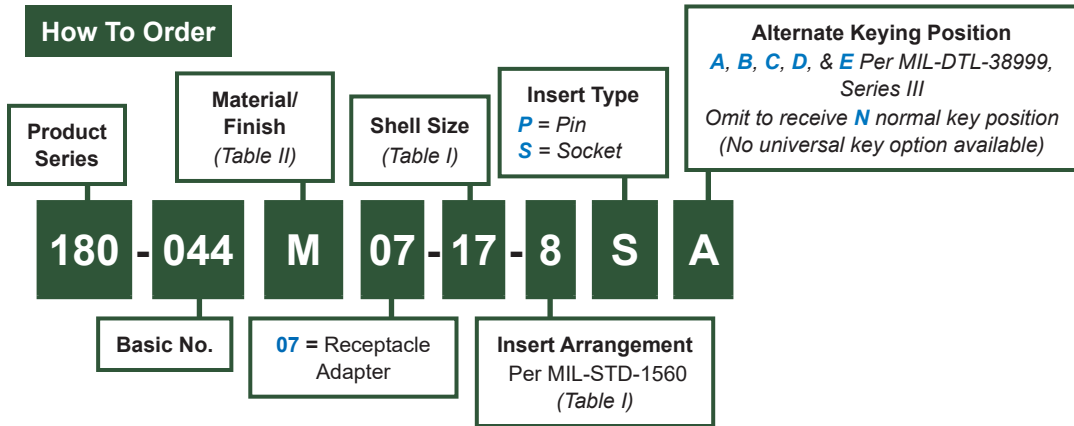 How To Order
Product
Series
Material/
Finish
(Table II)
Shell Size
(Table I)
Insert Type
P = Pin
S = Socket
Alternate Keying Position
A, B, C, D, & E Per MIL-DTL-38999,
Series III
Omit to receive N normal key position
(No universal key option available)
180 - 044 M 07 - 17 - 8 S A
Basic No.
07 = Receptacle
Adapter
Insert Arrangement
Per MIL-STD-1560
(Table I)